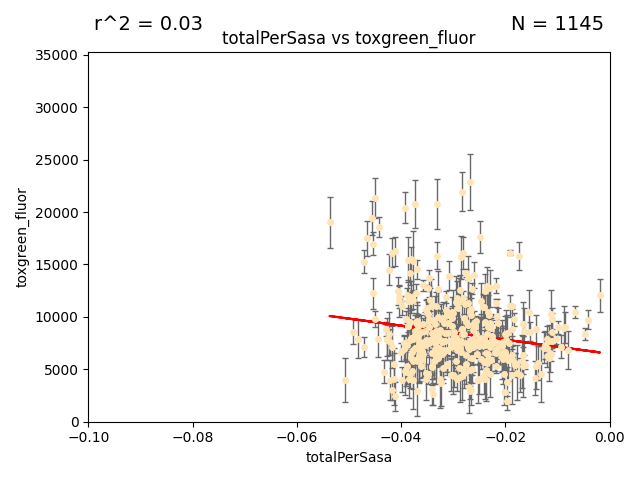 r^2 = 0.03
N = 1145
totalPerSasa vs toxgreen_fluor
35000
30000
25000
20000
15000
10000
5000
0
toxgreen_fluor
−0.10
−0.08
−0.06
−0.04
−0.02
0.00
totalPerSasa